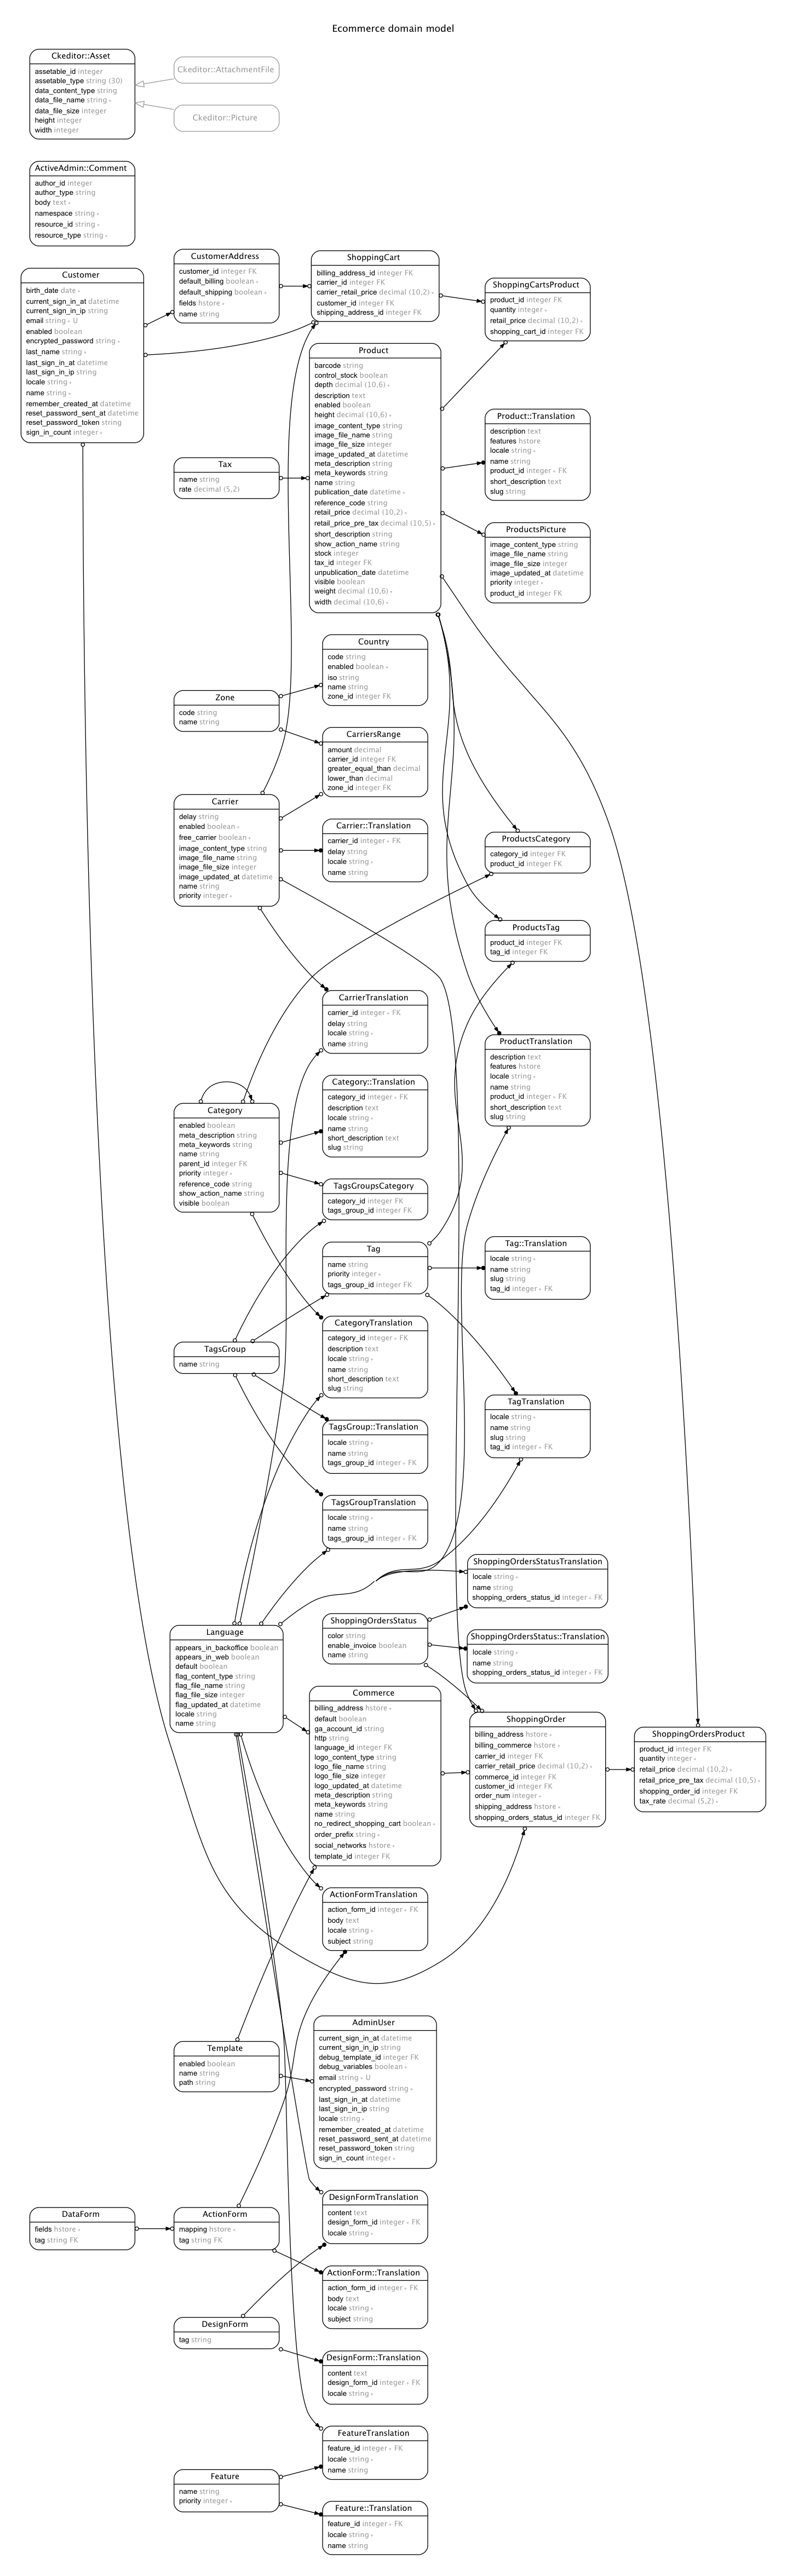 Ecommerce domain model
Ckeditor::Asset
assetable_id integer
assetable_type string (30)
data_content_type string
data_file_name string ∗
data_file_size integer
height integer
width integer
Ckeditor::AttachmentFile
Ckeditor::Picture
ActiveAdmin::Comment
author_id integer
author_type string
body text ∗
namespace string ∗
resource_id string ∗
resource_type string ∗
Customer
birth_date date ∗
current_sign_in_at datetime
current_sign_in_ip string
email string ∗ U
enabled boolean
encrypted_password string ∗
last_name string ∗
last_sign_in_at datetime
last_sign_in_ip string
locale string ∗
name string ∗
remember_created_at datetime
reset_password_sent_at datetime
reset_password_token string
sign_in_count integer ∗
CustomerAddress
customer_id integer FK
default_billing boolean ∗
default_shipping boolean ∗
fields hstore ∗
name string
ShoppingCart
billing_address_id integer FK
carrier_id integer FK
carrier_retail_price decimal (10,2) ∗
customer_id integer FK
shipping_address_id integer FK
ShoppingCartsProduct
product_id integer FK
quantity integer ∗
retail_price decimal (10,2) ∗
shopping_cart_id integer FK
Product
barcode string
control_stock boolean
depth decimal (10,6) ∗
description text
enabled boolean
height decimal (10,6) ∗
image_content_type string
image_file_name string
image_file_size integer
image_updated_at datetime
meta_description string
meta_keywords string
name string
publication_date datetime ∗
reference_code string
retail_price decimal (10,2) ∗
retail_price_pre_tax decimal (10,5) ∗
short_description string
show_action_name string
stock integer
tax_id integer FK
unpublication_date datetime
visible boolean
weight decimal (10,6) ∗
width decimal (10,6) ∗
Product::Translation
description text
features hstore
locale string ∗
name string
product_id integer ∗ FK
short_description text
slug string
Tax
name string
rate decimal (5,2)
ProductsPicture
image_content_type string
image_file_name string
image_file_size integer
image_updated_at datetime
priority integer ∗
product_id integer FK
Country
code string
enabled boolean ∗
iso string
name string
zone_id integer FK
Zone
code string
name string
CarriersRange
amount decimal
carrier_id integer FK
greater_equal_than decimal
lower_than decimal
zone_id integer FK
Carrier
delay string
enabled boolean ∗
free_carrier boolean ∗
image_content_type string
image_file_name string
image_file_size integer
image_updated_at datetime
name string
priority integer ∗
Carrier::Translation
carrier_id integer ∗ FK
delay string
locale string ∗
name string
ProductsCategory
category_id integer FK
product_id integer FK
ProductsTag
product_id integer FK
tag_id integer FK
CarrierTranslation
carrier_id integer ∗ FK
delay string
locale string ∗
name string
ProductTranslation
description text
features hstore
locale string ∗
name string
product_id integer ∗ FK
short_description text
slug string
Category::Translation
category_id integer ∗ FK
description text
locale string ∗
name string
short_description text
slug string
Category
enabled boolean
meta_description string
meta_keywords string
name string
parent_id integer FK
priority integer ∗
reference_code string
show_action_name string
visible boolean
TagsGroupsCategory
category_id integer FK
tags_group_id integer FK
Tag
name string
priority integer ∗
tags_group_id integer FK
Tag::Translation
locale string ∗
name string
slug string
tag_id integer ∗ FK
CategoryTranslation
category_id integer ∗ FK
description text
locale string ∗
name string
short_description text
slug string
TagsGroup
name string
TagTranslation
locale string ∗
name string
slug string
tag_id integer ∗ FK
TagsGroup::Translation
locale string ∗
name string
tags_group_id integer ∗ FK
TagsGroupTranslation
locale string ∗
name string
tags_group_id integer ∗ FK
ShoppingOrdersStatusTranslation
locale string ∗
name string
shopping_orders_status_id integer ∗ FK
ShoppingOrdersStatus
color string
enable_invoice boolean
name string
ShoppingOrdersStatus::Translation
locale string ∗
name string
shopping_orders_status_id integer ∗ FK
Language
appears_in_backoffice boolean
appears_in_web boolean
default boolean
flag_content_type string
flag_file_name string
flag_file_size integer
flag_updated_at datetime
locale string
name string
Commerce
billing_address hstore ∗
default boolean
ga_account_id string
http string
language_id integer FK
logo_content_type string
logo_file_name string
logo_file_size integer
logo_updated_at datetime
meta_description string
meta_keywords string
name string
no_redirect_shopping_cart boolean ∗
order_prefix string ∗
social_networks hstore ∗
template_id integer FK
ShoppingOrder
billing_address hstore ∗
billing_commerce hstore ∗
carrier_id integer FK
carrier_retail_price decimal (10,2) ∗
commerce_id integer FK
customer_id integer FK
order_num integer ∗
shipping_address hstore ∗
shopping_orders_status_id integer FK
ShoppingOrdersProduct
product_id integer FK
quantity integer ∗
retail_price decimal (10,2) ∗
retail_price_pre_tax decimal (10,5) ∗
shopping_order_id integer FK
tax_rate decimal (5,2) ∗
ActionFormTranslation
action_form_id integer ∗ FK
body text
locale string ∗
subject string
Template
enabled boolean
name string
path string
AdminUser
current_sign_in_at datetime
current_sign_in_ip string
debug_template_id integer FK
debug_variables boolean ∗
email string ∗ U
encrypted_password string ∗
last_sign_in_at datetime
last_sign_in_ip string
locale string ∗
remember_created_at datetime
reset_password_sent_at datetime
reset_password_token string
sign_in_count integer ∗
DataForm
fields hstore ∗
tag string FK
ActionForm
mapping hstore ∗
tag string FK
DesignFormTranslation
content text
design_form_id integer ∗ FK
locale string ∗
ActionForm::Translation
action_form_id integer ∗ FK
body text
locale string ∗
subject string
DesignForm
tag string
DesignForm::Translation
content text
design_form_id integer ∗ FK
locale string ∗
FeatureTranslation
feature_id integer ∗ FK
locale string ∗
name string
Feature
name string
priority integer ∗
Feature::Translation
feature_id integer ∗ FK
locale string ∗
name string